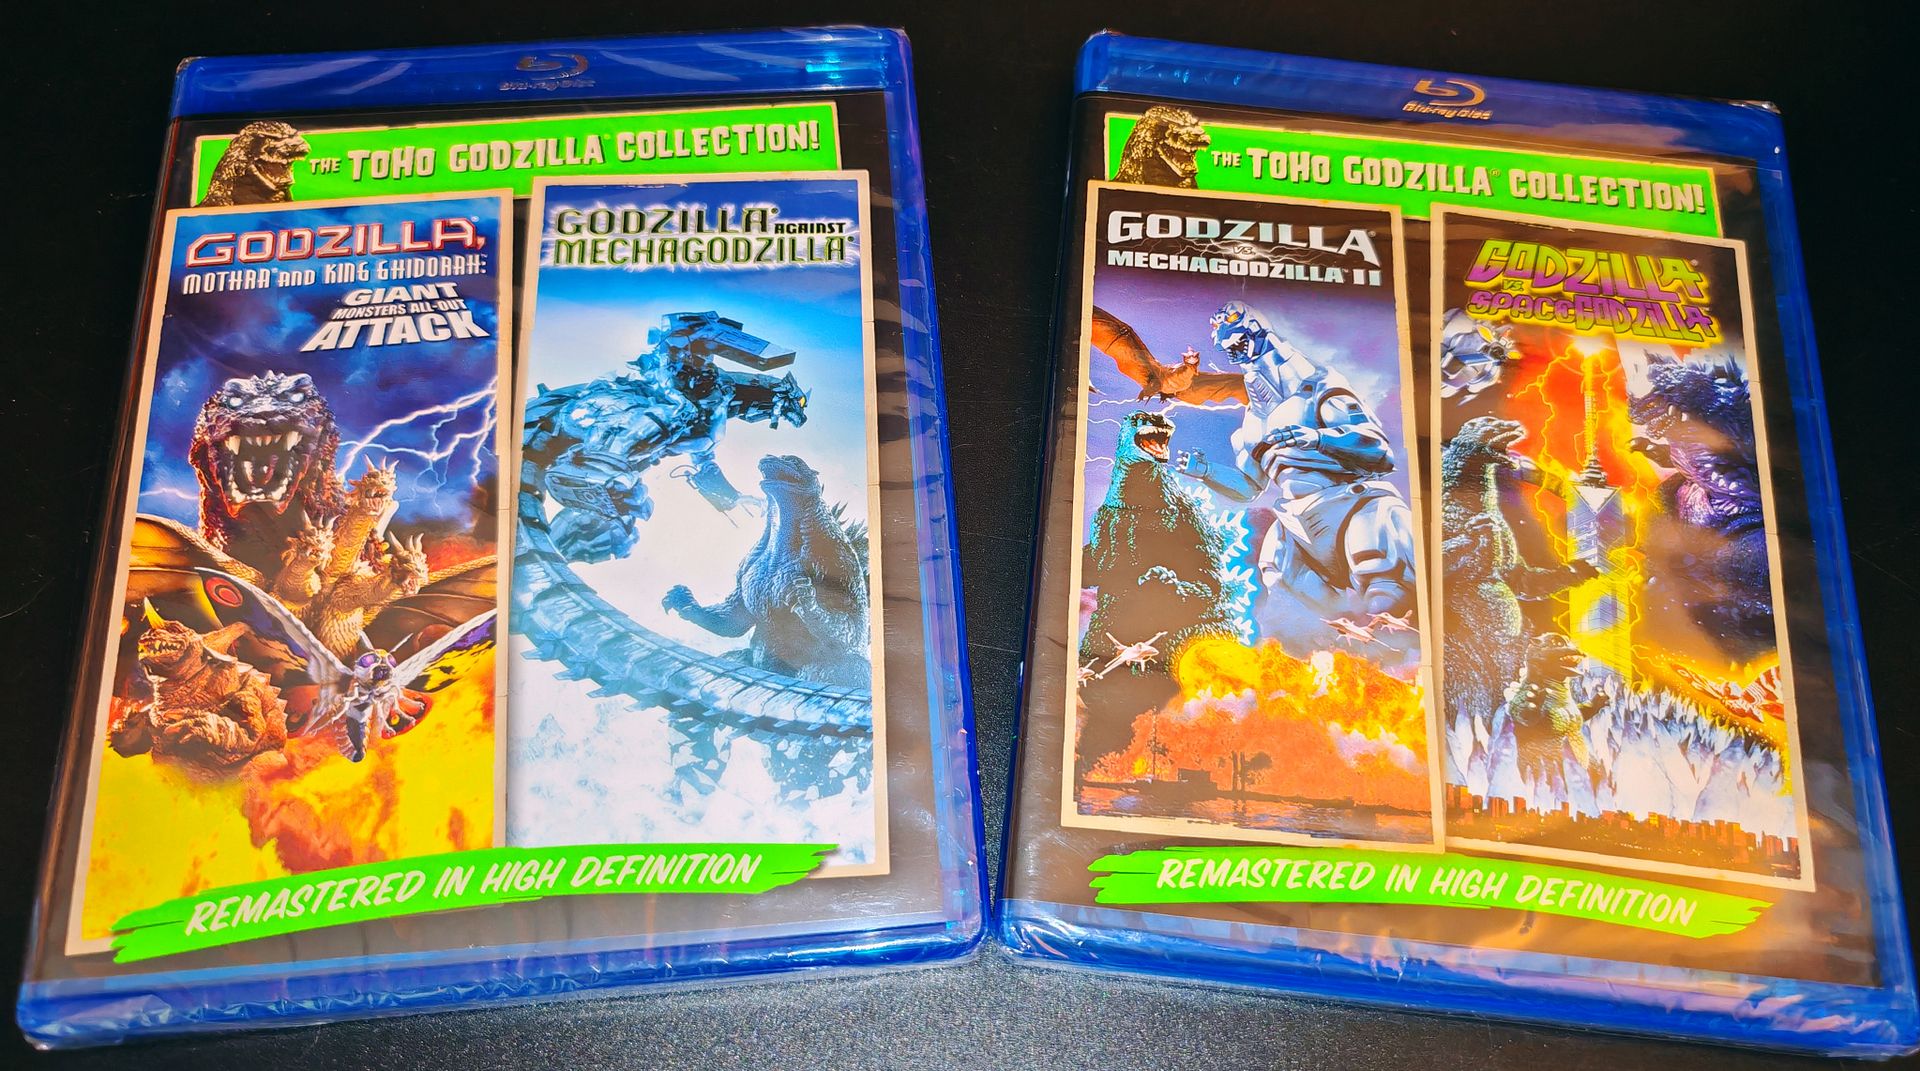 Blu-ray Disc
THE TOHO GODZILLA® COLLECTION!
GODZILLA,®
MOTHRA® AND KING GHIDORAH:™
GIANT
MONSTERS ALL-OUT
ATTACK
GODZILLA® AGAINST
MECHAGODZILLA®
REMASTERED IN HIGH DEFINITION
Blu-ray Disc
THE TOHO GODZILLA® COLLECTION!
GODZILLA®
VS.
MECHAGODZILLA™ II
GODZILLA®
VS.
SPACEGODZILLA
REMASTERED IN HIGH DEFINITION